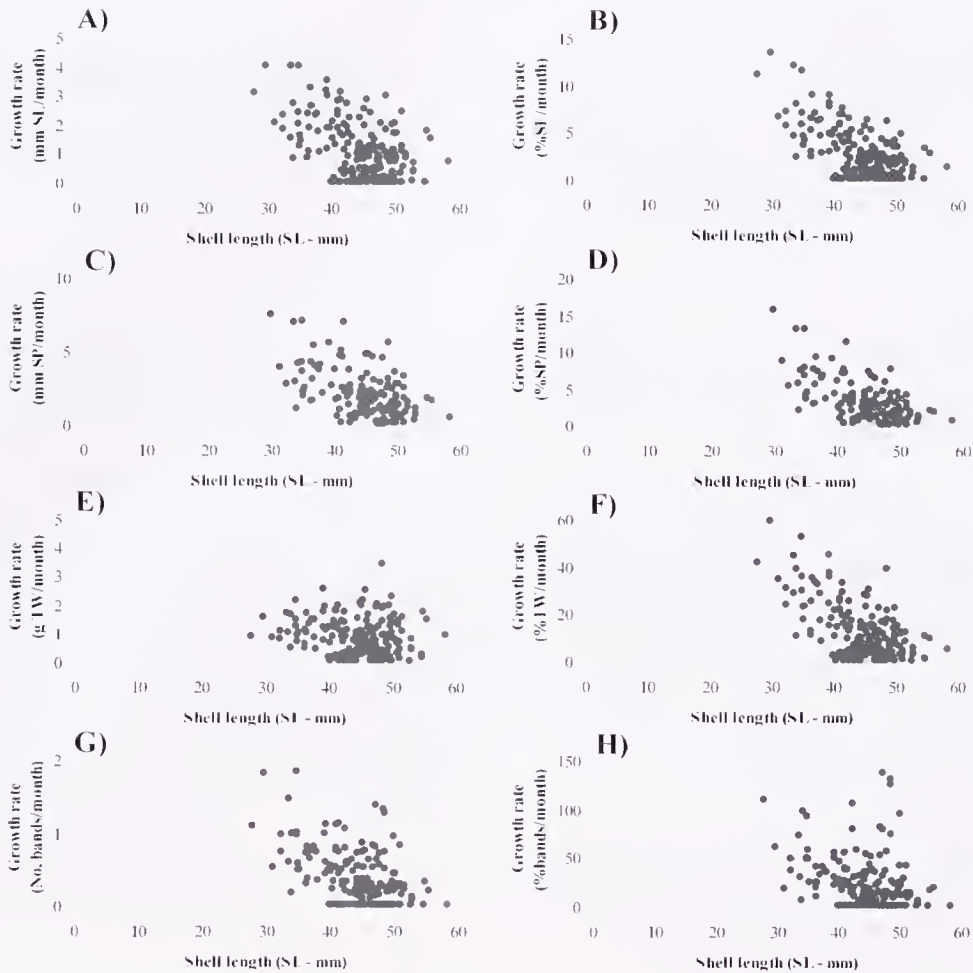 A)
Growth rate
(mm SL/month)
5
4
3
2
1
0
0 10 20 30 40 50 60
Shell length (SL - mm)
B)
Growth rate
(%SL/month)
15
10
5
0
0 10 20 30 40 50 60
Shell length (SL - mm)
C)
Growth rate
(mm SP/month)
10
5
0
0 10 20 30 40 50 60
Shell length (SL - mm)
D)
Growth rate
(%SP/month)
20
15
10
5
0
0 10 20 30 40 50 60
Shell length (SL - mm)
E)
Growth rate
(g TW/month)
5
4
3
2
1
0
0 10 20 30 40 50 60
Shell length (SL - mm)
F)
Growth rate
(%TW/month)
60
40
20
0
0 10 20 30 40 50 60
Shell length (SL - mm)
G)
Growth rate
(No. bands/month)
2
1
0
0 10 20 30 40 50 60
Shell length (SL - mm)
H)
Growth rate
(%bands/month)
150
100
50
0
0 10 20 30 40 50 60
Shell length (SL - mm)